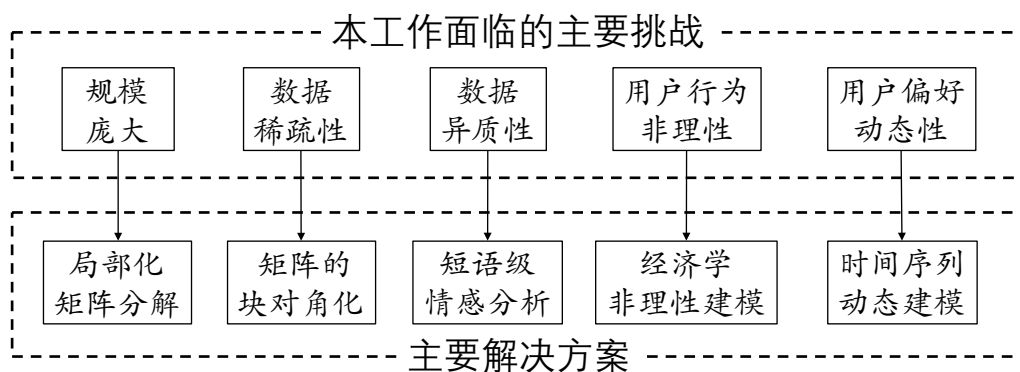 本工作面临的主要挑战
规模
庞大
数据
稀疏性
数据
异质性
用户行为
非理性
用户偏好
动态性
局部化
矩阵分解
矩阵的
块对角化
短语级
情感分析
经济学
非理性建模
时间序列
动态建模
主要解决方案